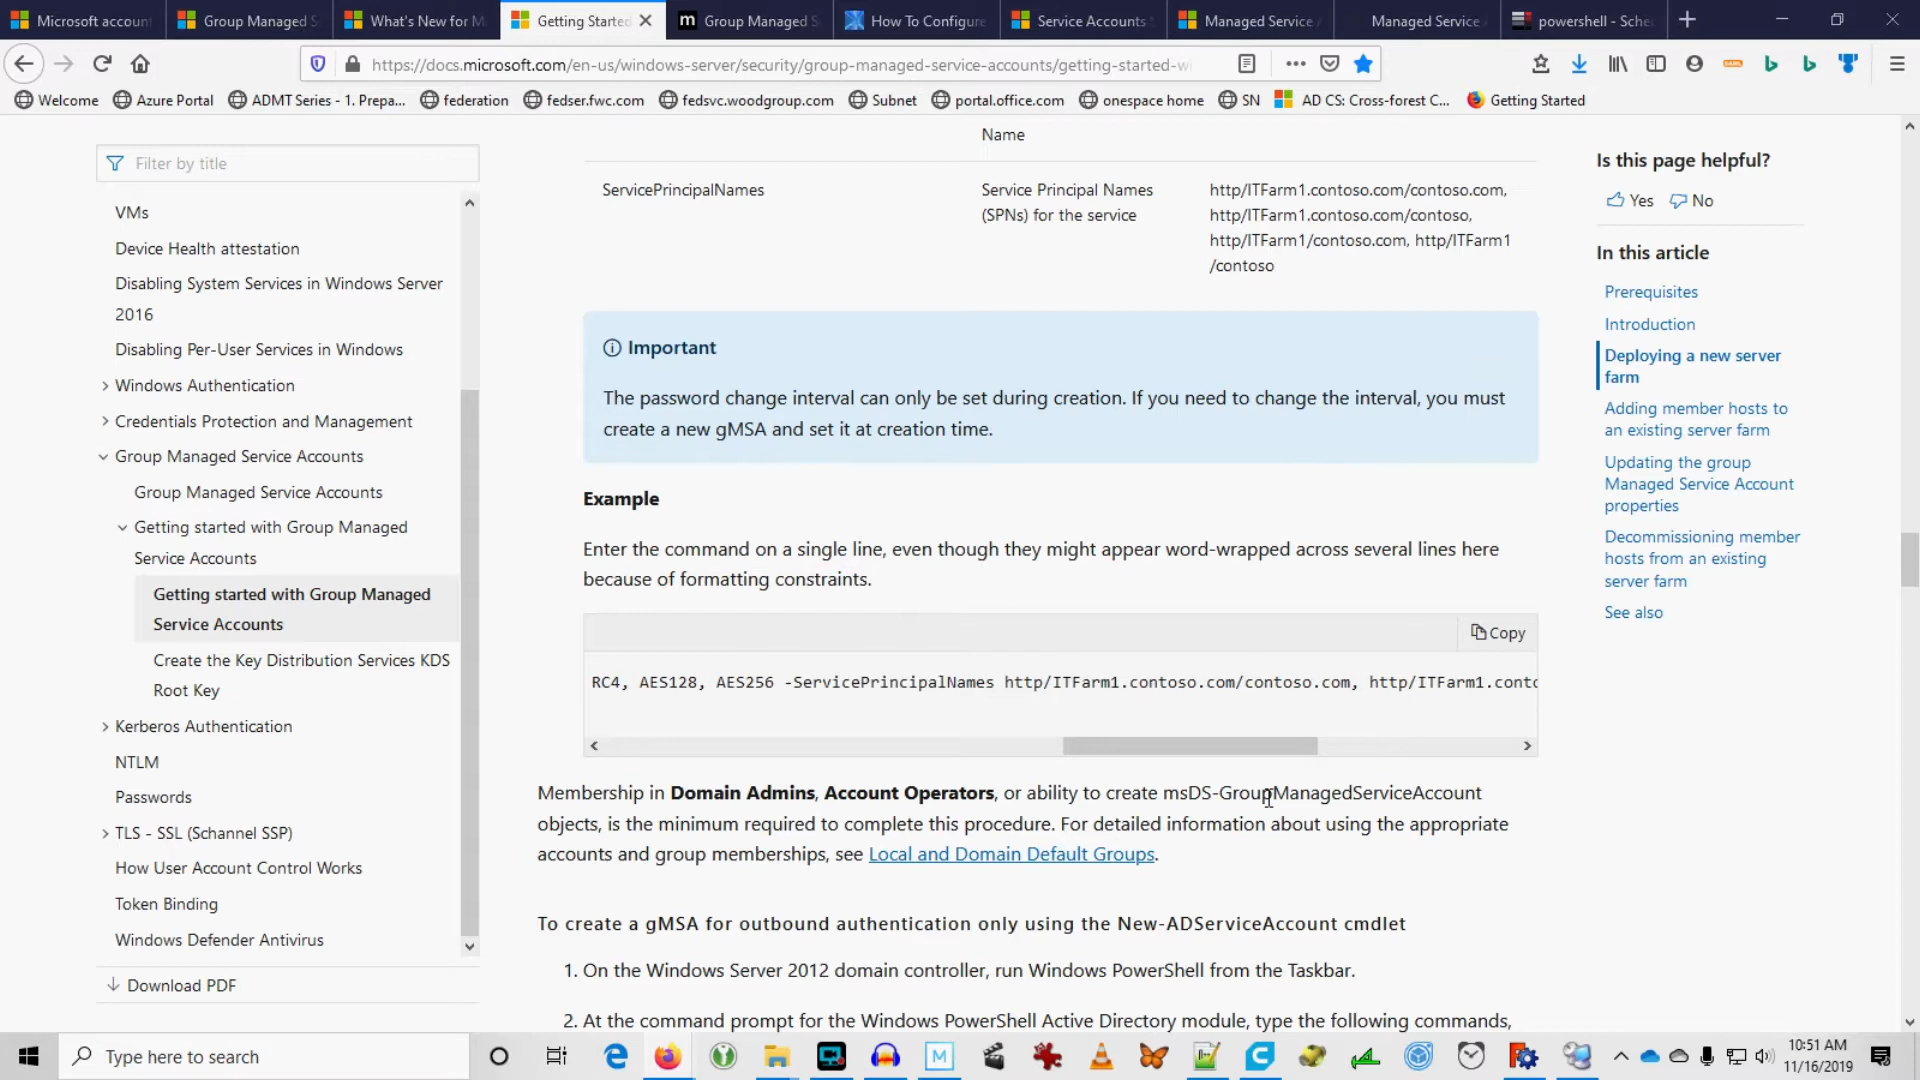 Microsoft accoun
Group Managed S
What's New for M
Getting Started
Group Managed S
How To Configure
Service Accounts
Managed Service A
Managed Service A
powershell - Sche
https://docs.microsoft.com/en-us/windows-server/security/group-managed-service-accounts/getting-started-w
Welcome
Azure Portal
ADMT Series - 1. Prepa...
federation
fedser.fwc.com
fedsvc.woodgroup.com
Subnet
portal.office.com
onespace home
SN
AD CS: Cross-forest C...
Getting Started
Filter by title
VMs
Device Health attestation
Disabling System Services in Windows Server
2016
Disabling Per-User Services in Windows
Windows Authentication
Credentials Protection and Management
Group Managed Service Accounts
Group Managed Service Accounts
Getting started with Group Managed
Service Accounts
Getting started with Group Managed
Service Accounts
Create the Key Distribution Services KDS
Root Key
Kerberos Authentication
NTLM
Passwords
TLS - SSL (Schannel SSP)
How User Account Control Works
Token Binding
Windows Defender Antivirus
Download PDF
Name
ServicePrincipalNames
Service Principal Names
(SPNs) for the service
http/ITFarm1.contoso.com/contoso.com,
http/ITFarm1.contoso.com/contoso,
http/ITFarm1/contoso.com, http/ITFarm1
/contoso
Important
The password change interval can only be set during creation. If you need to change the interval, you must
create a new gMSA and set it at creation time.
Example
Enter the command on a single line, even though they might appear word-wrapped across several lines here
because of formatting constraints.
Copy
RC4, AES128, AES256 -ServicePrincipalNames http/ITFarm1.contoso.com/contoso.com, http/ITFarm1.conto
Membership in Domain Admins, Account Operators, or ability to create msDS-GroupManagedServiceAccount
objects, is the minimum required to complete this procedure. For detailed information about using the appropriate
accounts and group memberships, see Local and Domain Default Groups.
To create a gMSA for outbound authentication only using the New-ADServiceAccount cmdlet
1. On the Windows Server 2012 domain controller, run Windows PowerShell from the Taskbar.
2. At the command prompt for the Windows PowerShell Active Directory module, type the following commands,
Is this page helpful?
Yes
No
In this article
Prerequisites
Introduction
Deploying a new server
farm
Adding member hosts to
an existing server farm
Updating the group
Managed Service Account
properties
Decommissioning member
hosts from an existing
server farm
See also
Type here to search
10:51 AM
11/16/2019